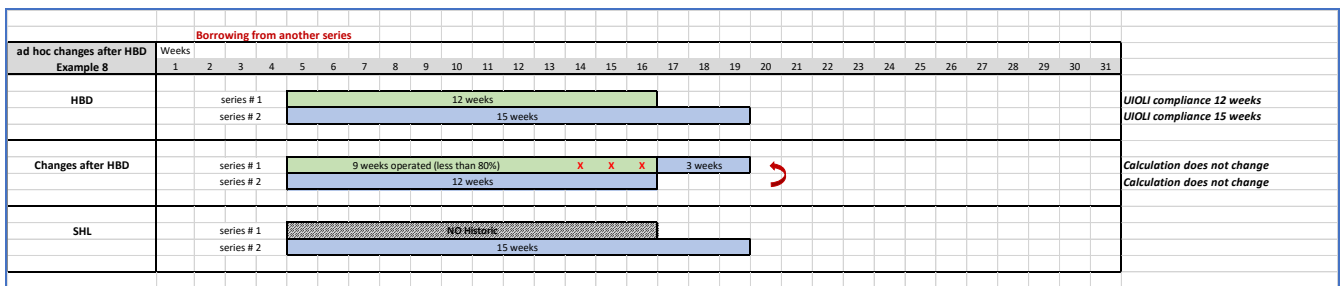 Borrowing from another series
ad hoc changes after HBD Weeks
Example 8 1 2 3 4 5 6 7 8 9 10 11 12 13 14 15 16 17 18 19 20 21 22 23 24 25 26 27 28 29 30 31
HBD series # 1 12 weeks UIOLI compliance 12 weeks
series # 2 15 weeks UIOLI compliance 15 weeks
Changes after HBD series # 1 9 weeks operated (less than 80%) X X X 3 weeks Calculation does not change
series # 2 12 weeks Calculation does not change
SHL series # 1 NO Historic
series # 2 15 weeks